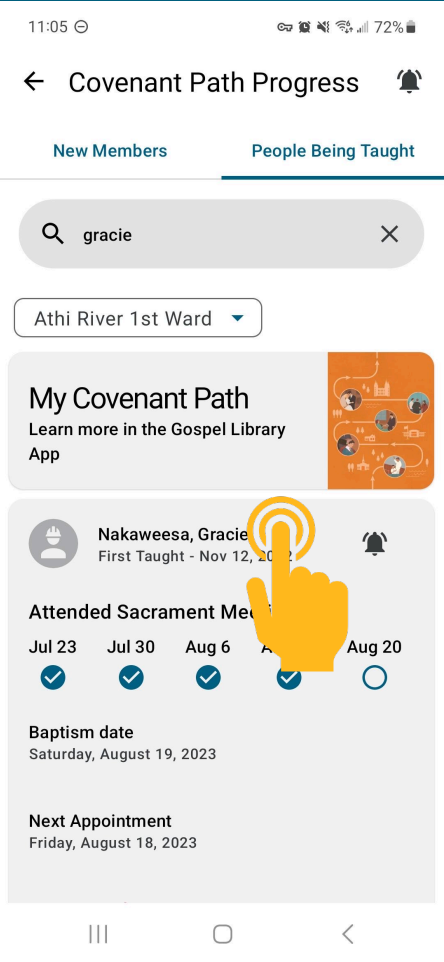 11:05
72%
Covenant Path Progress
New Members
People Being Taught
gracie
Athi River 1st Ward
My Covenant Path
Learn more in the Gospel Library
App
Nakaweesa, Gracie
First Taught - Nov 12,
Attended Sacrament
Jul 23 Jul 30 Aug 6 Aug 20
Baptism date
Saturday, August 19, 2023
Next Appointment
Friday, August 18, 2023